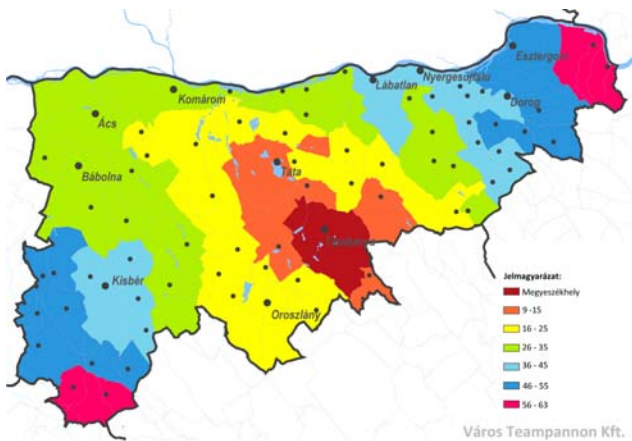 Esztergom
Nyergesújfalu
Lábatlan
Dorog
Komárom
Ács
Tata
Bábolna
Tatabánya
Kisbér
Oroszlány
Jelmagyarázat:
Megyeszékhely
9 -15
16 - 25
26 - 35
36 - 45
46 - 55
56 - 63
Város Teampannon Kft.